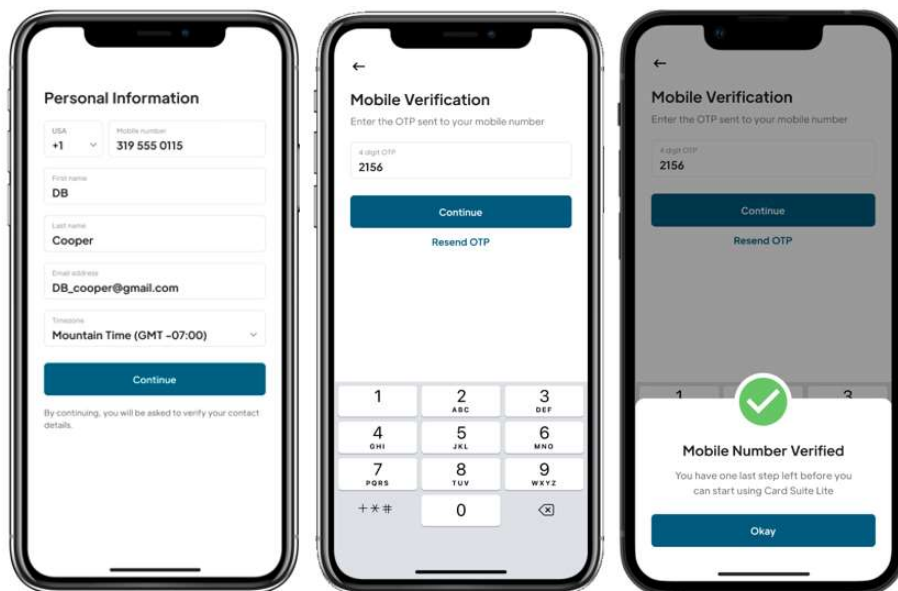 Personal Information
USA
+1
Mobile number
319 555 0115
First name
DB
Last name
Cooper
Email address
DB_cooper@gmail.com
Timezone
Mountain Time (GMT -07:00)
Continue
By continuing, you will be asked to verify your contact
details.
Mobile Verification
Enter the OTP sent to your mobile number
4 digit OTP
2156
Continue
Resend OTP
1
2
ABC
3
DEF
4
GHI
5
JKL
6
MNO
7
PQRS
8
TUV
9
WXYZ
+*#
0
Mobile Verification
Enter the OTP sent to your mobile number
4 digit OTP
2156
Continue
Resend OTP
1
3
Mobile Number Verified
You have one last step left before you
can start using Card Suite Lite
Okay